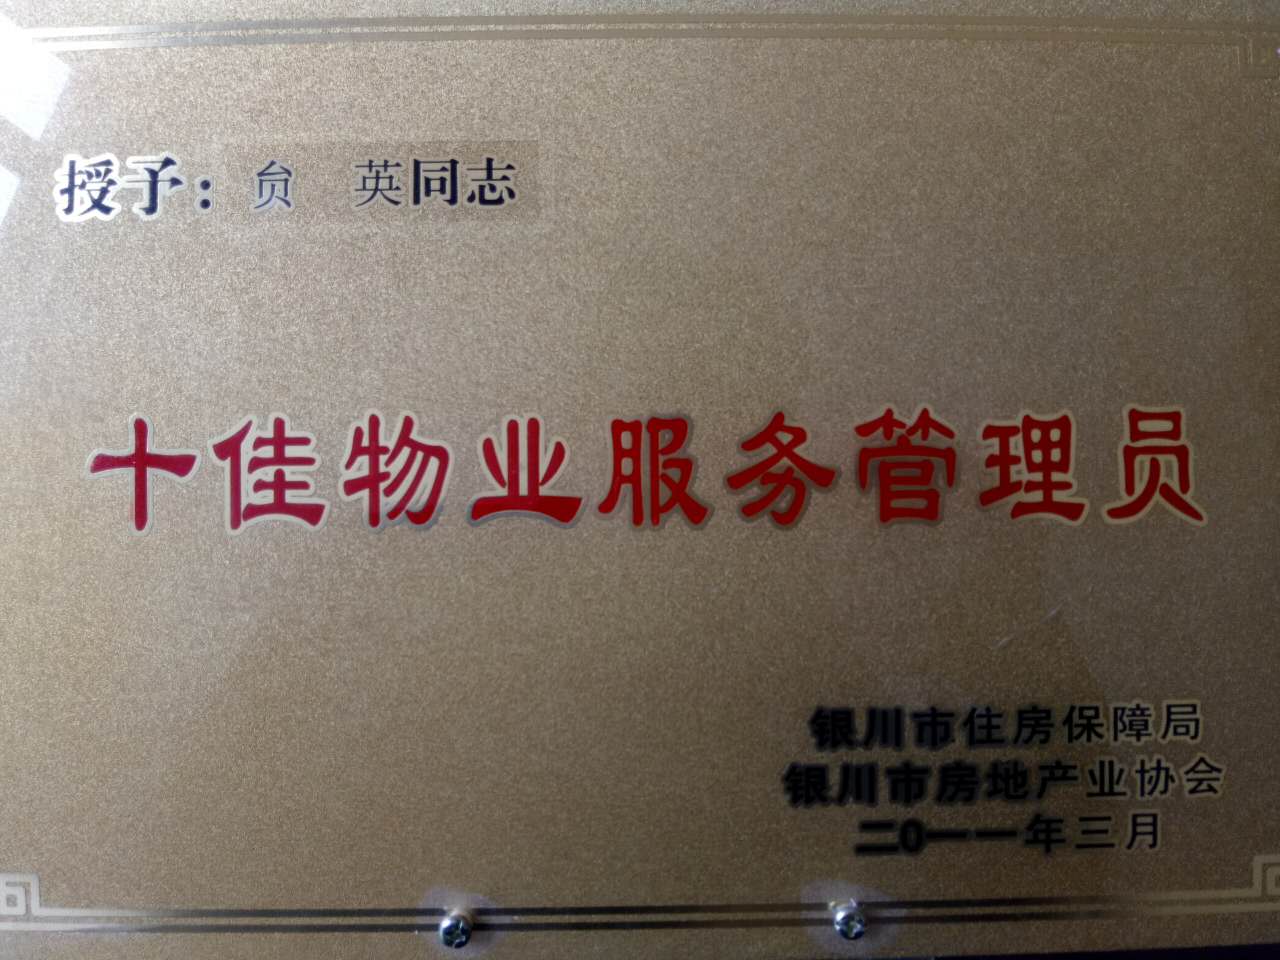 授予：贠 英同志
十佳物业服务管理员
银川市住房保障局
银川市房地产业协会
二0一一年三月